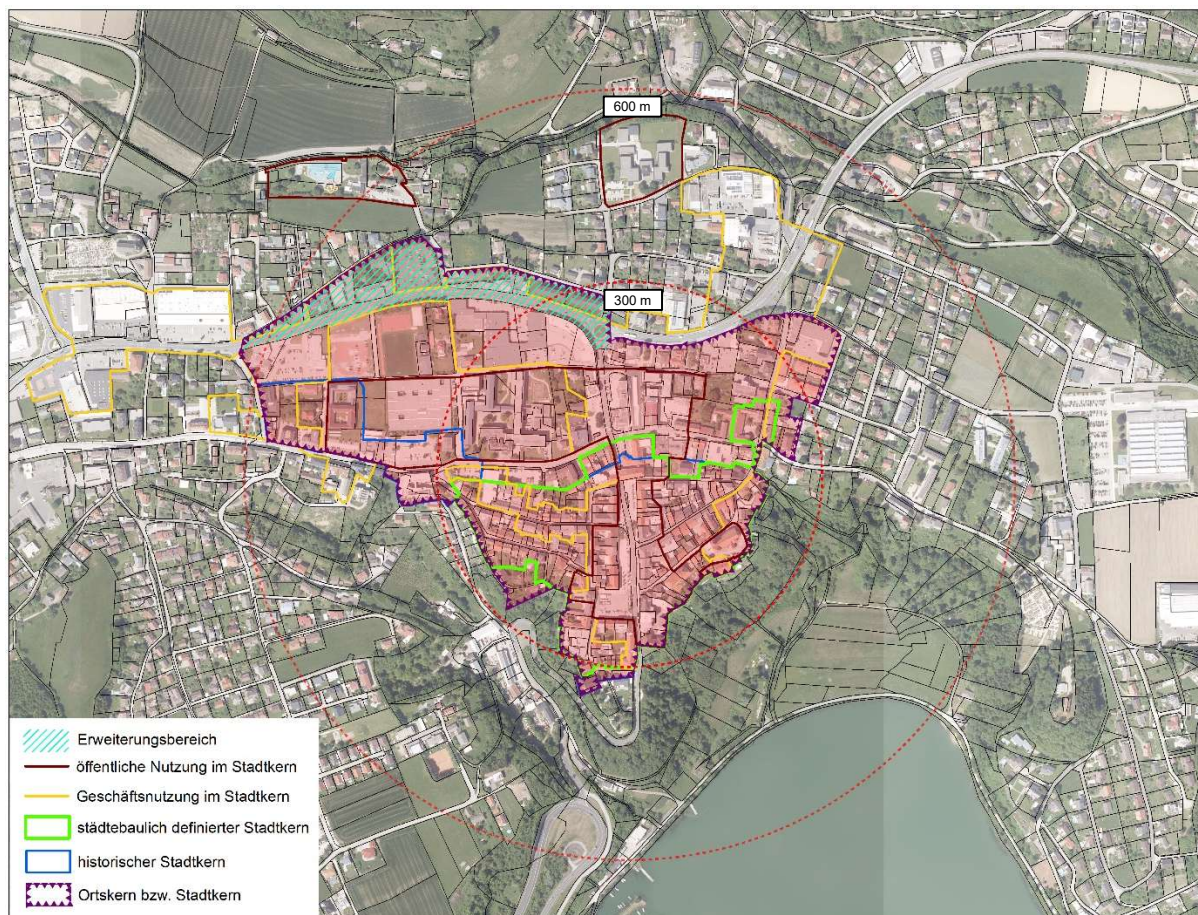 600 m
300 m
Erweiterungsbereich
öffentliche Nutzung im Stadtkern
Geschäftsnutzung im Stadtkern
städtebaulich definierter Stadtkern
historischer Stadtkern
Ortskern bzw. Stadtkern